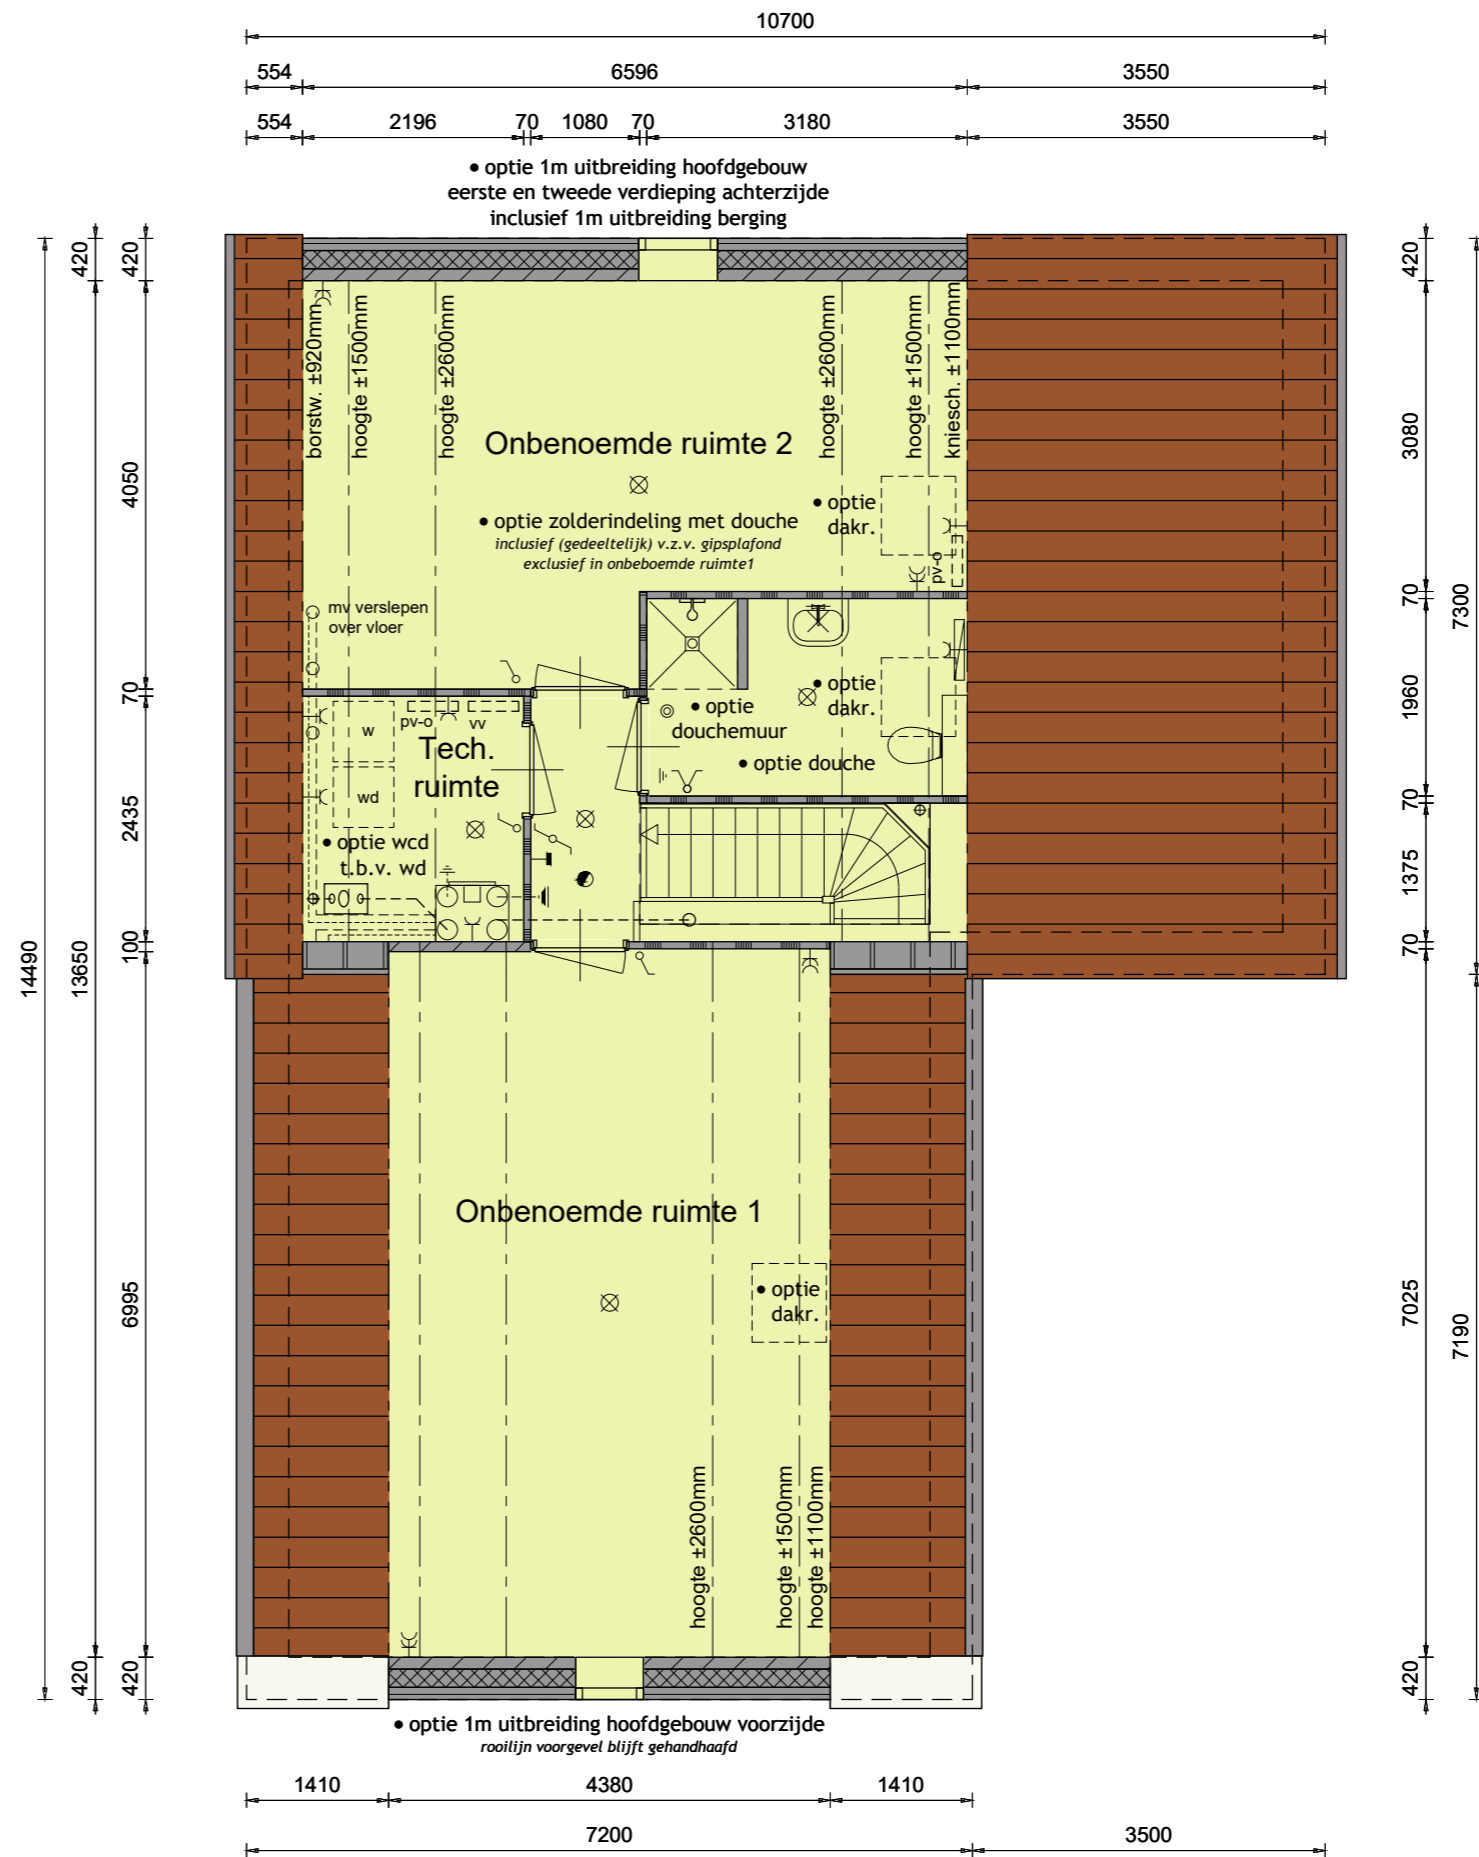 10700
554 6596 3550
554 2196 70 1080 70 3180 3550
• optie 1m uitbreiding hoofdgebouw
eerste en tweede verdieping achterzijde
inclusief 1m uitbreiding berging
420
420
420
borstw. ±920mm
hoogte ±1500mm
hoogte ±2600mm
hoogte ±2600mm
hoogte ±1500mm
kniesch. ±1100mm
Onbenoemde ruimte 2
4050
3080
• optie zolderindeling met douche
inclusief (gedeeltelijk) v.z.v. gipsplafond
exclusief in onbeboemde ruimte1
• optie
dakr.
pv-o
mv verslepen
over vloer
70
7300
70
w
pv-o
vv
Tech.
ruimte
wd
• optie wcd
t.b.v. wd
• optie
douchemuur
• optie
dakr.
• optie douche
1960
70
2435
1375
100
70
14490
13650
Onbenoemde ruimte 1
6995
7025
7190
• optie
dakr.
hoogte ±2600mm
hoogte ±1500mm
hoogte ±1100mm
420
420
420
• optie 1m uitbreiding hoofdgebouw voorzijde
rooilijn voorgevel blijft gehandhaafd
1410 4380 1410
7200 3500